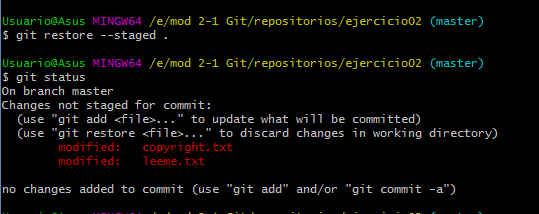 Usuario@Asus MINGW64 /e/mod 2-1 Git/repositorios/ejercicio02 (master)
$ git restore --staged .
Usuario@Asus MINGW64 /e/mod 2-1 Git/repositorios/ejercicio02 (master)
$ git status
On branch master
Changes not staged for commit:
  (use "git add <file>..." to update what will be committed)
  (use "git restore <file>..." to discard changes in working directory)
        modified:   copyright.txt
        modified:   leeme.txt
no changes added to commit (use "git add" and/or "git commit -a")